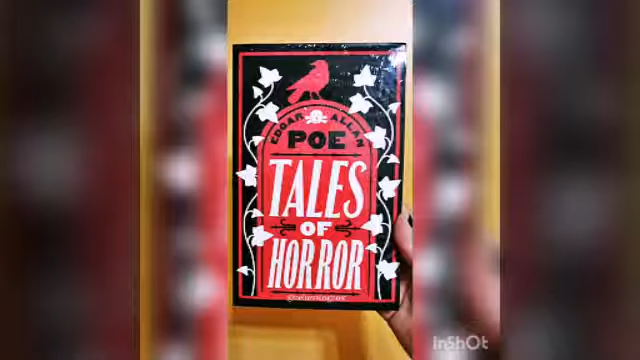 EDGAR ALLAN
POE
TALES
OF
HORROR
InShOt